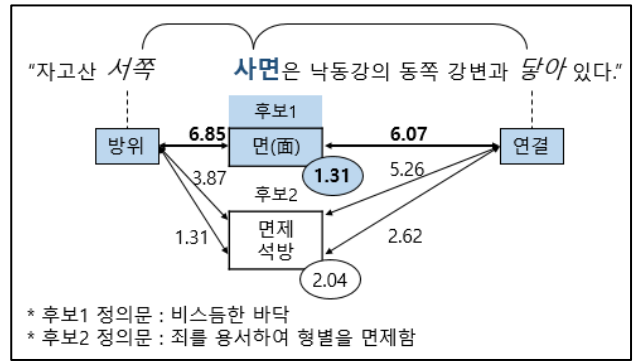 “자고산 서쪽 사면은 낙동강의 동쪽 강변과 닿아 있다.”
후보1
방위 6.85 면(面) 6.07 연결
1.31
3.87 후보2 5.26
1.31 면제 2.62
석방
2.04
* 후보1 정의문 : 비스듬한 바닥
* 후보2 정의문 : 죄를 용서하여 형벌을 면제함